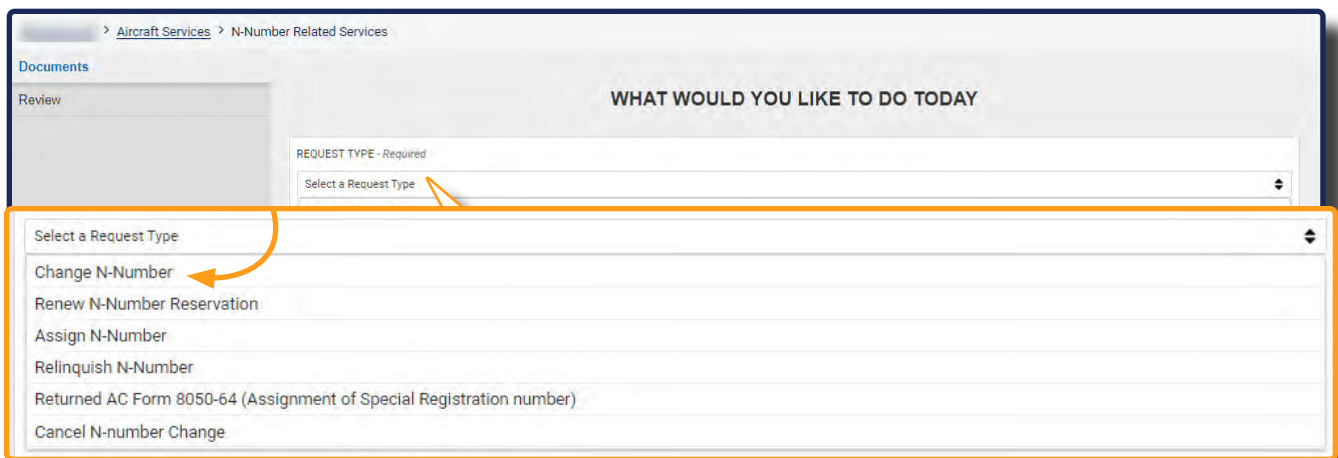 > Aircraft Services > N-Number Related Services
Documents
Review
WHAT WOULD YOU LIKE TO DO TODAY
REQUEST TYPE - Required
Select a Request Type
Select a Request Type
Change N-Number
Renew N-Number Reservation
Assign N-Number
Relinquish N-Number
Returned AC Form 8050-64 (Assignment of Special Registration number)
Cancel N-number Change